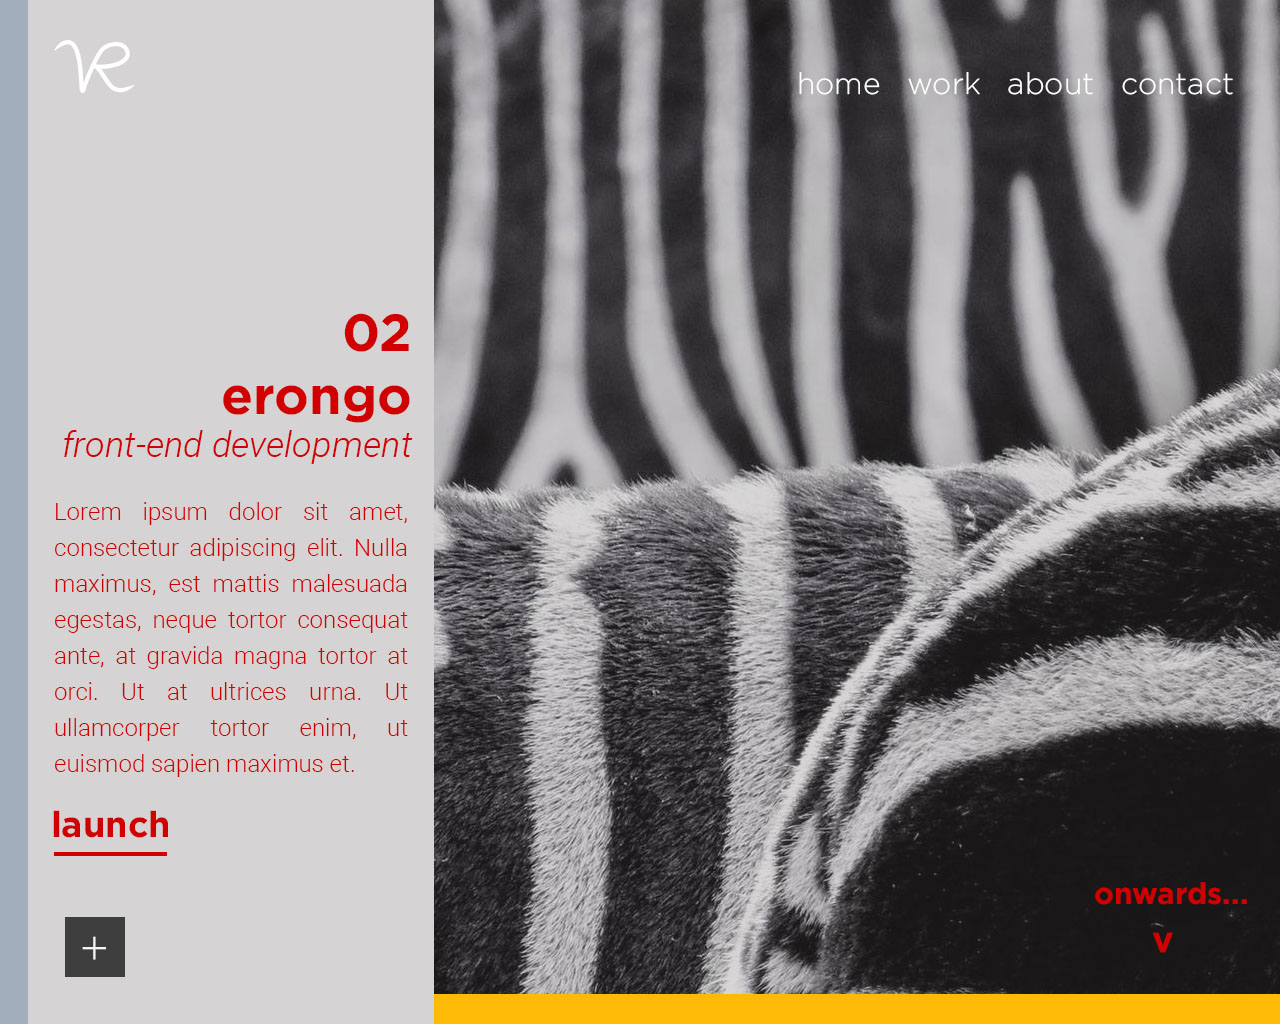 VR
home work about contact
02
erongo
front-end development
Lorem ipsum dolor sit amet,
consectetur adipiscing elit. Nulla
maximus, est mattis malesuada
egestas, neque tortor consequat
ante, at gravida magna tortor at
orci. Ut at ultrices urna. Ut
ullamcorper tortor enim, ut
euismod sapien maximus et.
launch
+
onwards...
v